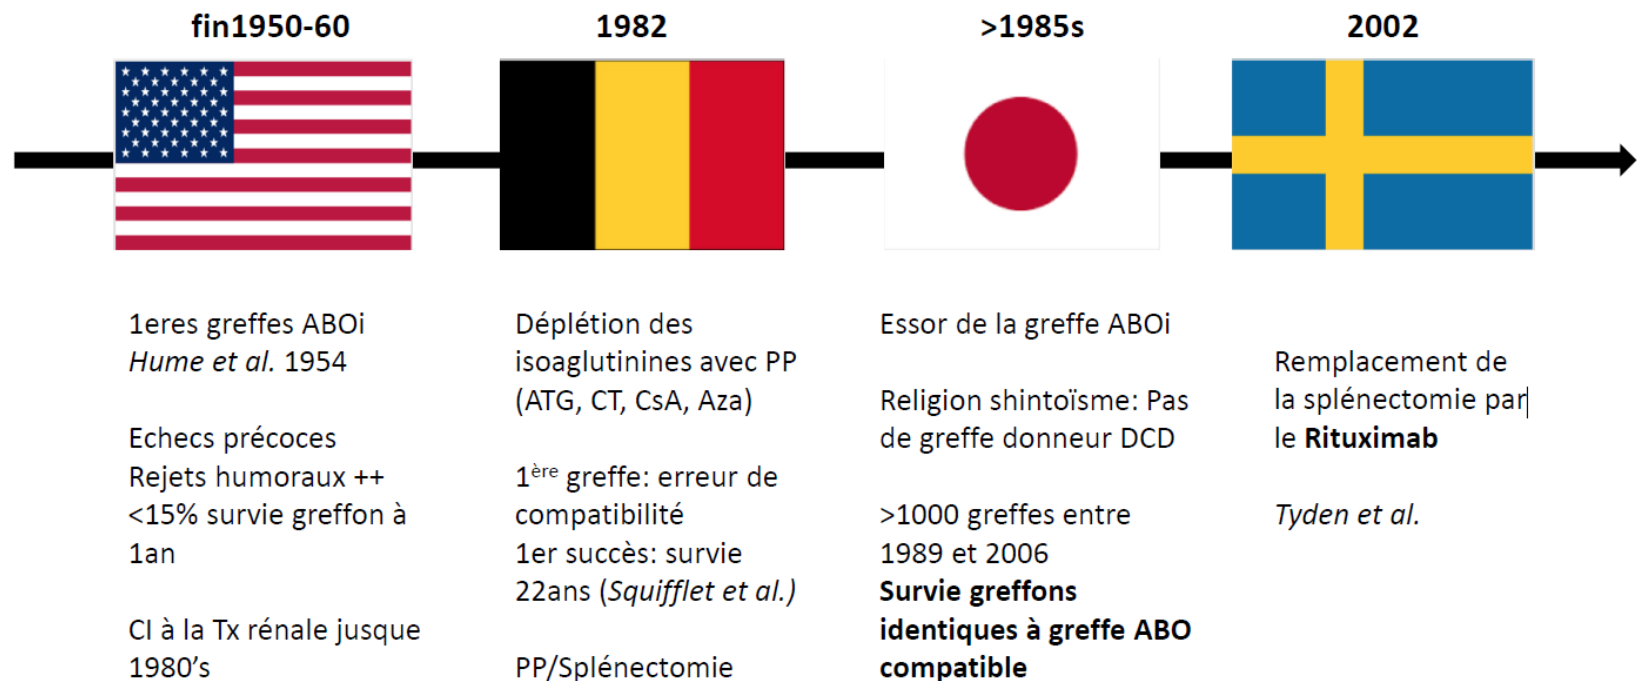 fin1950-60
1982
>1985s
2002
1eres greffes ABOi
Hume et al. 1954
Echecs précoces
Rejets humoraux ++
<15% survie greffon à
1an
CI à la Tx rénale jusque
1980’s
Déplétion des
isoaglutinines avec PP
(ATG, CT, CsA, Aza)
1ère greffe: erreur de
compatibilité
1er succès: survie
22ans (Squifflet et al.)
PP/Splénectomie
Essor de la greffe ABOi
Religion shintoïsme: Pas
de greffe donneur DCD
>1000 greffes entre
1989 et 2006
Survie greffons
identiques à greffe ABO
compatible
Remplacement de
la splénectomie par
le Rituximab
Tyden et al.